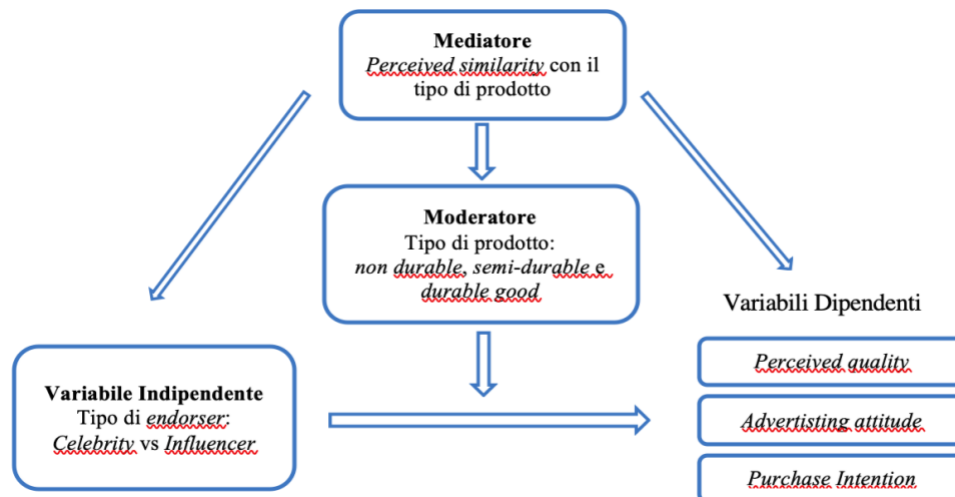 Mediatore
Perceived similarity con il
tipo di prodotto
Moderatore
Tipo di prodotto:
non durable, semi-durable e
durable good
Variabili Dipendenti
Variabile Indipendente
Tipo di endorser:
Celebrity vs Influencer
Perceived quality
Advertisting attitude
Purchase Intention